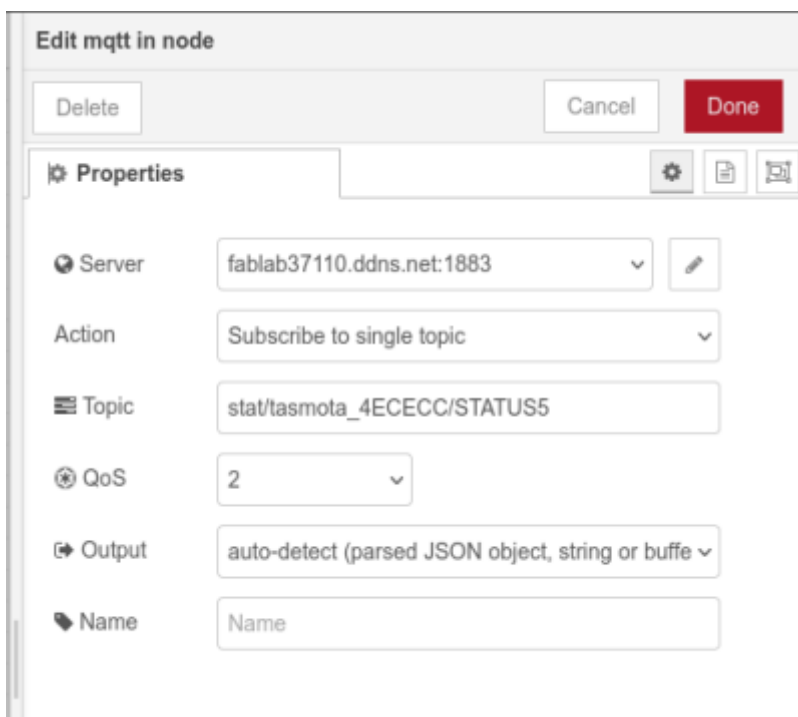 Edit mqtt in node
Delete
Cancel
Done
Properties
Server
fablab37110.ddns.net:1883
Action
Subscribe to single topic
Topic
stat/tasmota_4ECECC/STATUS5
QoS
2
Output
auto-detect (parsed JSON object, string or buffe
Name
Name